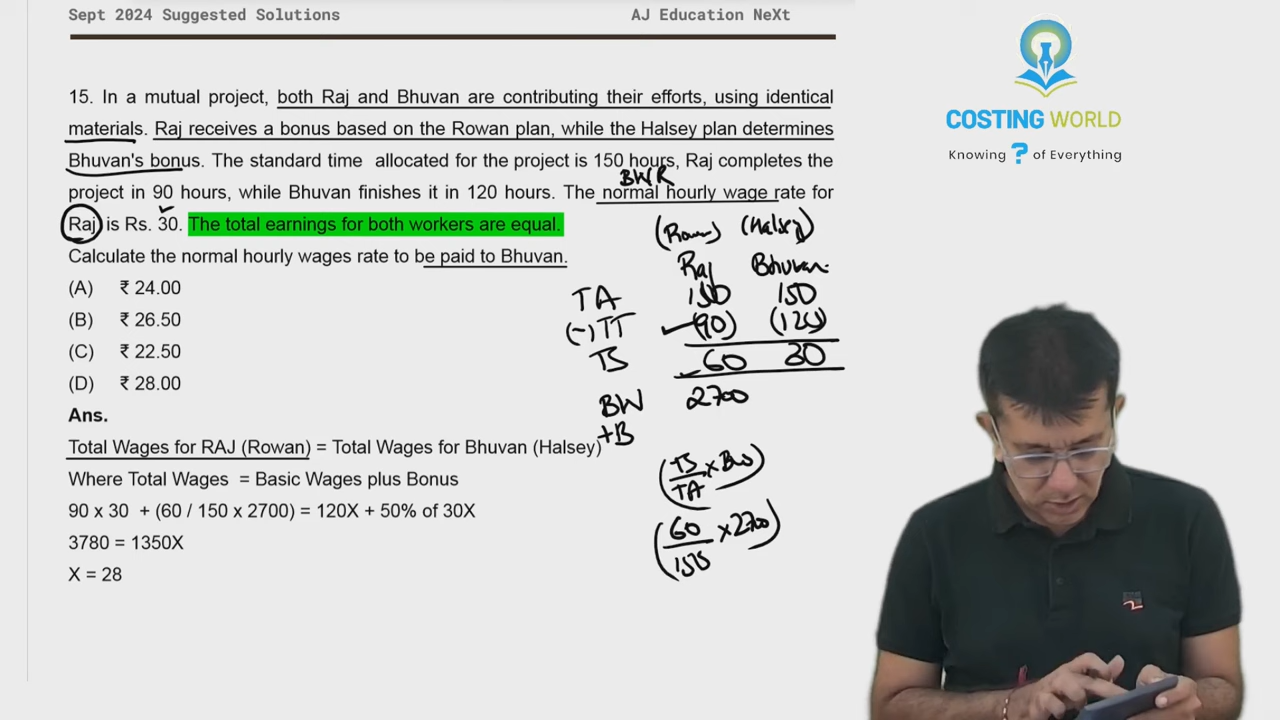 Sept 2024 Suggested Solutions AJ Education NeXt
COSTING WORLD
Knowing ? of Everything
15. In a mutual project, both Raj and Bhuvan are contributing their efforts, using identical
materials. Raj receives a bonus based on the Rowan plan, while the Halsey plan determines
Bhuvan's bonus. The standard time allocated for the project is 150 hours, Raj completes the
project in 90 hours, while Bhuvan finishes it in 120 hours. The normal hourly wage rate for
BWR
Raj is Rs. 30. The total earnings for both workers are equal.
Calculate the normal hourly wages rate to be paid to Bhuvan.
(A) ₹ 24.00
(B) ₹ 26.50
(C) ₹ 22.50
(D) ₹ 28.00
Ans.
Total Wages for RAJ (Rowan) = Total Wages for Bhuvan (Halsey)
Where Total Wages = Basic Wages plus Bonus
90 x 30 + (60 / 150 x 2700) = 120X + 50% of 30X
3780 = 1350X
X = 28
(Rowan) (Halsey)
Raj Bhuvan
TA 150 150
(-) TT (90) (120)
TS 60 30
BW 2700
+B
(TS/TA x BW)
(60/150 x 2700)